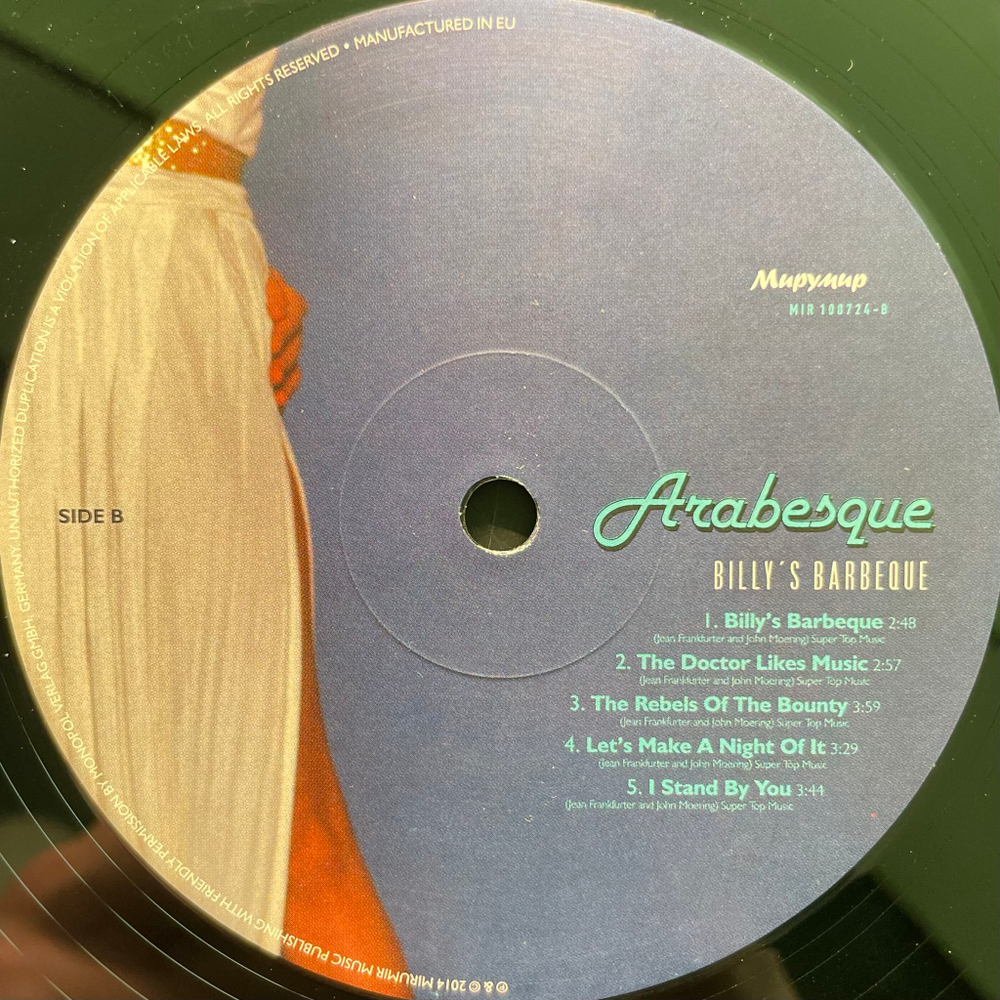 ℗ & © 2014 MIRUMIR MUSIC PUBLISHING WITH FRIENDLY PERMISSION BY MONOPOL VERLAG GMBH, GERMANY. UNAUTHORIZED DUPLICATION IS A VIOLATION OF APPLICABLE LAWS. ALL RIGHTS RESERVED • MANUFACTURED IN EU
Мирумир
MIR 100724-B
SIDE B
Arabesque
BILLY´S BARBEQUE
1. Billy's Barbeque 2:48
(Jean Frankfurter and John Moering) Super Top Music
2. The Doctor Likes Music 2:57
(Jean Frankfurter and John Moering) Super Top Music
3. The Rebels Of The Bounty 3:59
(Jean Frankfurter and John Moering) Super Top Music
4. Let's Make A Night Of It 3:29
(Jean Frankfurter and John Moering) Super Top Music
5. I Stand By You 3:44
(Jean Frankfurter and John Moering) Super Top Music